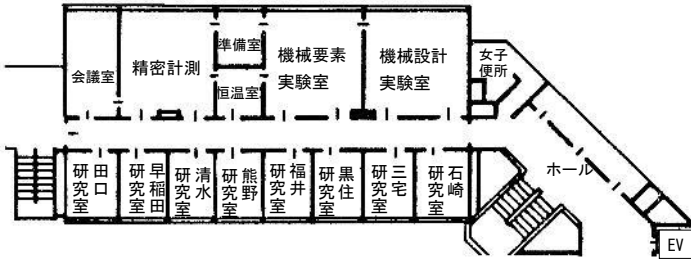 会議室
精密計測
準備室
恒温室
機械要素
実験室
機械設計
実験室
女子
便所
ホール
田口
研究室
早稲田
研究室
清水
研究室
熊野
研究室
福井
研究室
黒住
研究室
三宅
研究室
石崎
研究室
EV